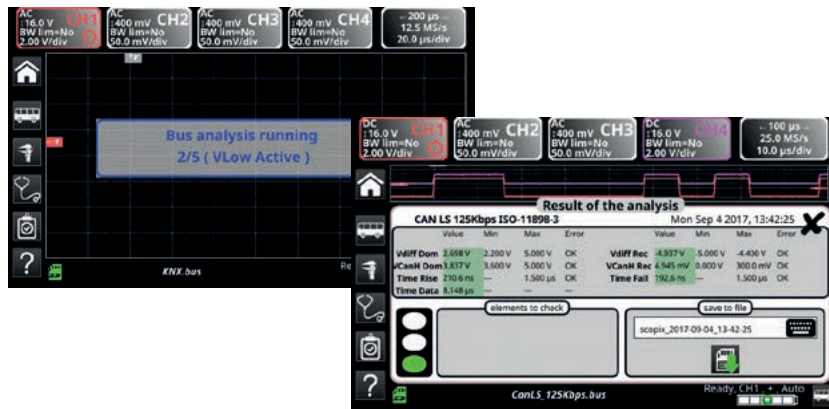 AC CH1
:16.0 V
BW lim=No
2.00 V/div
AC CH2
:400 mV
BW lim=No
50.0 mV/div
AC CH3
:400 mV
BW lim=No
50.0 mV/div
AC CH4
:400 mV
BW lim=No
50.0 mV/div
200 µs
12.5 MS/s
20.0 µs/div
Bus analysis running
2/5 ( VLow Active )
?
KNX.bus
Re
DC CH1
:16.0 V
BW lim=No
2.00 V/div
AC CH2
:400 mV
BW lim=No
50.0 mV/div
AC CH3
:400 mV
BW lim=No
50.0 mV/div
DC CH4
:16.0 V
BW lim=No
2.00 V/div
100 µs
25.0 MS/s
10.0 µs/div
Result of the analysis
CAN LS 125Kbps ISO-11898-3 Mon Sep 4 2017, 13:42:25
Value Min Max Error Value Min Max Error
Vdiff Dom 2.698 V 2.200 V 5.000 V OK Vdiff Rec -4.937 V -5.000 V -4.400 V OK
VCanH Dom 3.837 V 3.600 V 5.000 V OK VCanH Rec 4.945 mV 0.000 V 300.0 mV OK
Time Rise 210.6 ns — 1.500 µs OK Time Fall 192.6 ns — 1.500 µs OK
Time Data 8.148 µs — —
elements to check save to file
scopix_2017-09-04_13-42-25
?
CanLS_125Kbps.bus
Ready, CH1 , + , Auto